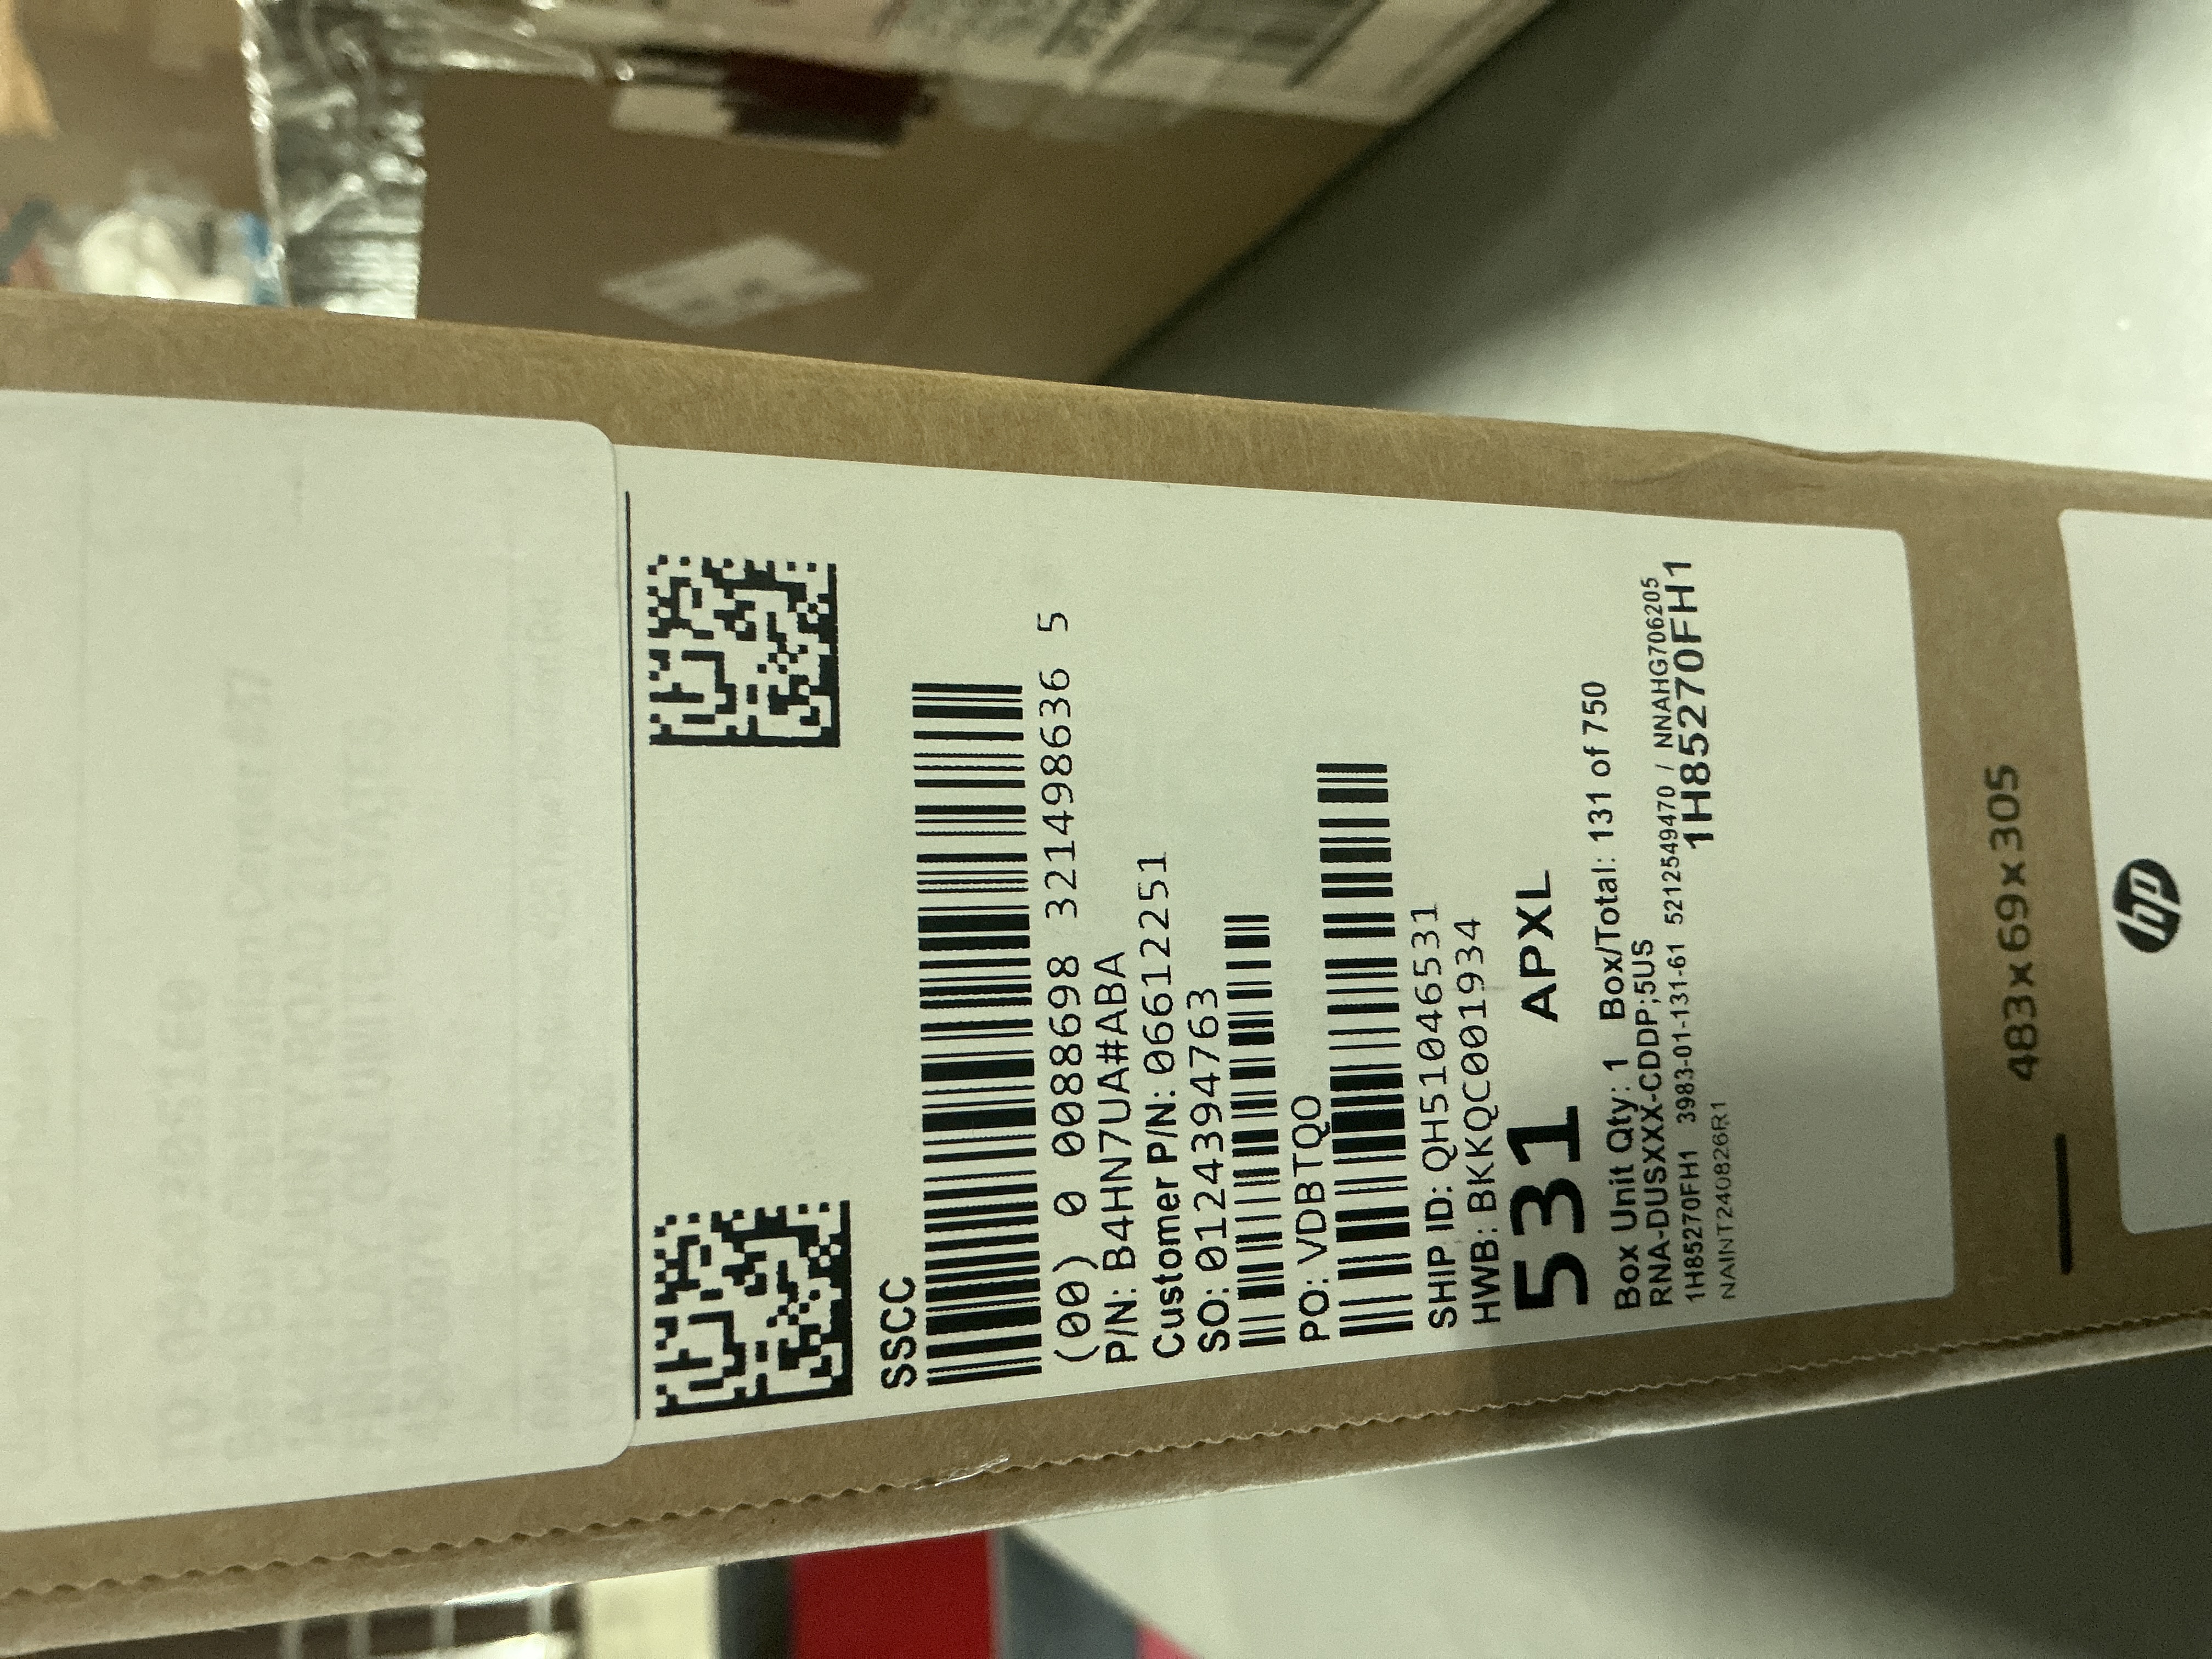 SSCC
(00) 0 0088698 321498636 5
P/N: B4HN7UA#ABA
Customer P/N: 06612251
SO: 0124394763
PO: VDBTQO
SHIP ID: QH51046531
HWB: BKKQC001934
531 APXL
Box Unit Qty: 1 Box/Total: 131 of 750
RNA-DUSXXX-CDDP;5US
1H85270FH1 3983-01-131-61 5212549470 / NNAHG706205
NAINT240826R1 1H85270FH1
483x69x305
hp